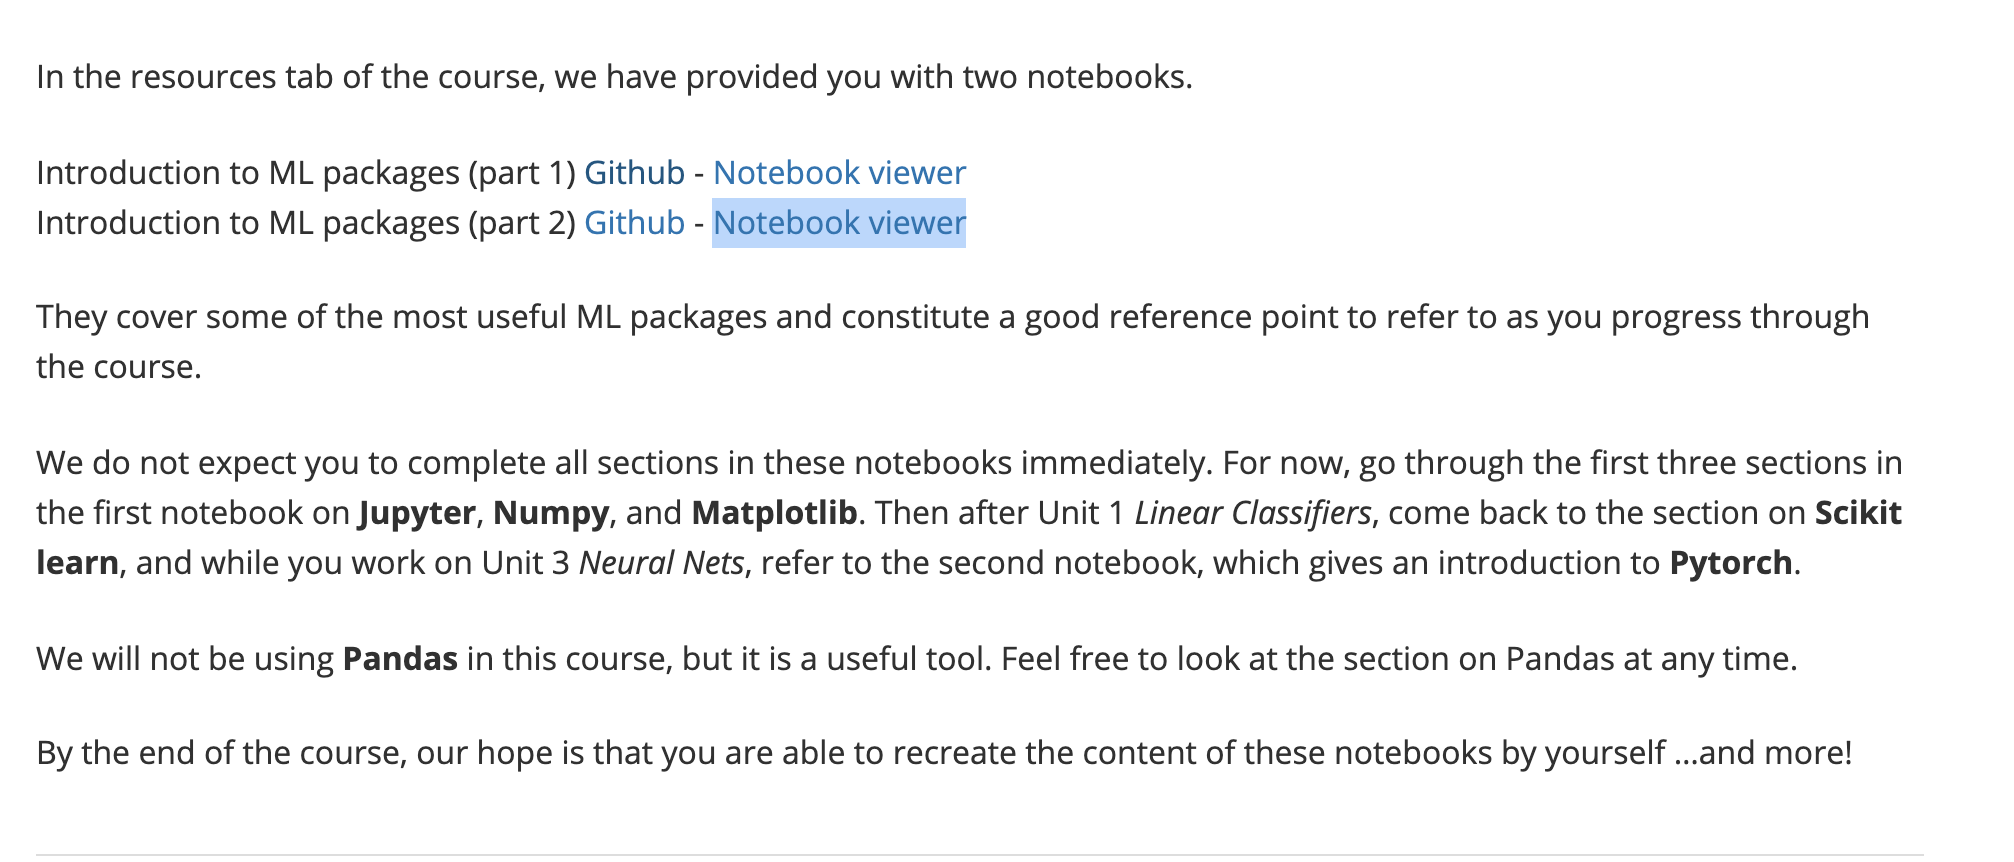 In the resources tab of the course, we have provided you with two notebooks.
Introduction to ML packages (part 1) Github - Notebook viewer
Introduction to ML packages (part 2) Github - Notebook viewer
They cover some of the most useful ML packages and constitute a good reference point to refer to as you progress through
the course.
We do not expect you to complete all sections in these notebooks immediately. For now, go through the first three sections in
the first notebook on Jupyter, Numpy, and Matplotlib. Then after Unit 1 Linear Classifiers, come back to the section on Scikit
learn, and while you work on Unit 3 Neural Nets, refer to the second notebook, which gives an introduction to Pytorch.
We will not be using Pandas in this course, but it is a useful tool. Feel free to look at the section on Pandas at any time.
By the end of the course, our hope is that you are able to recreate the content of these notebooks by yourself ...and more!